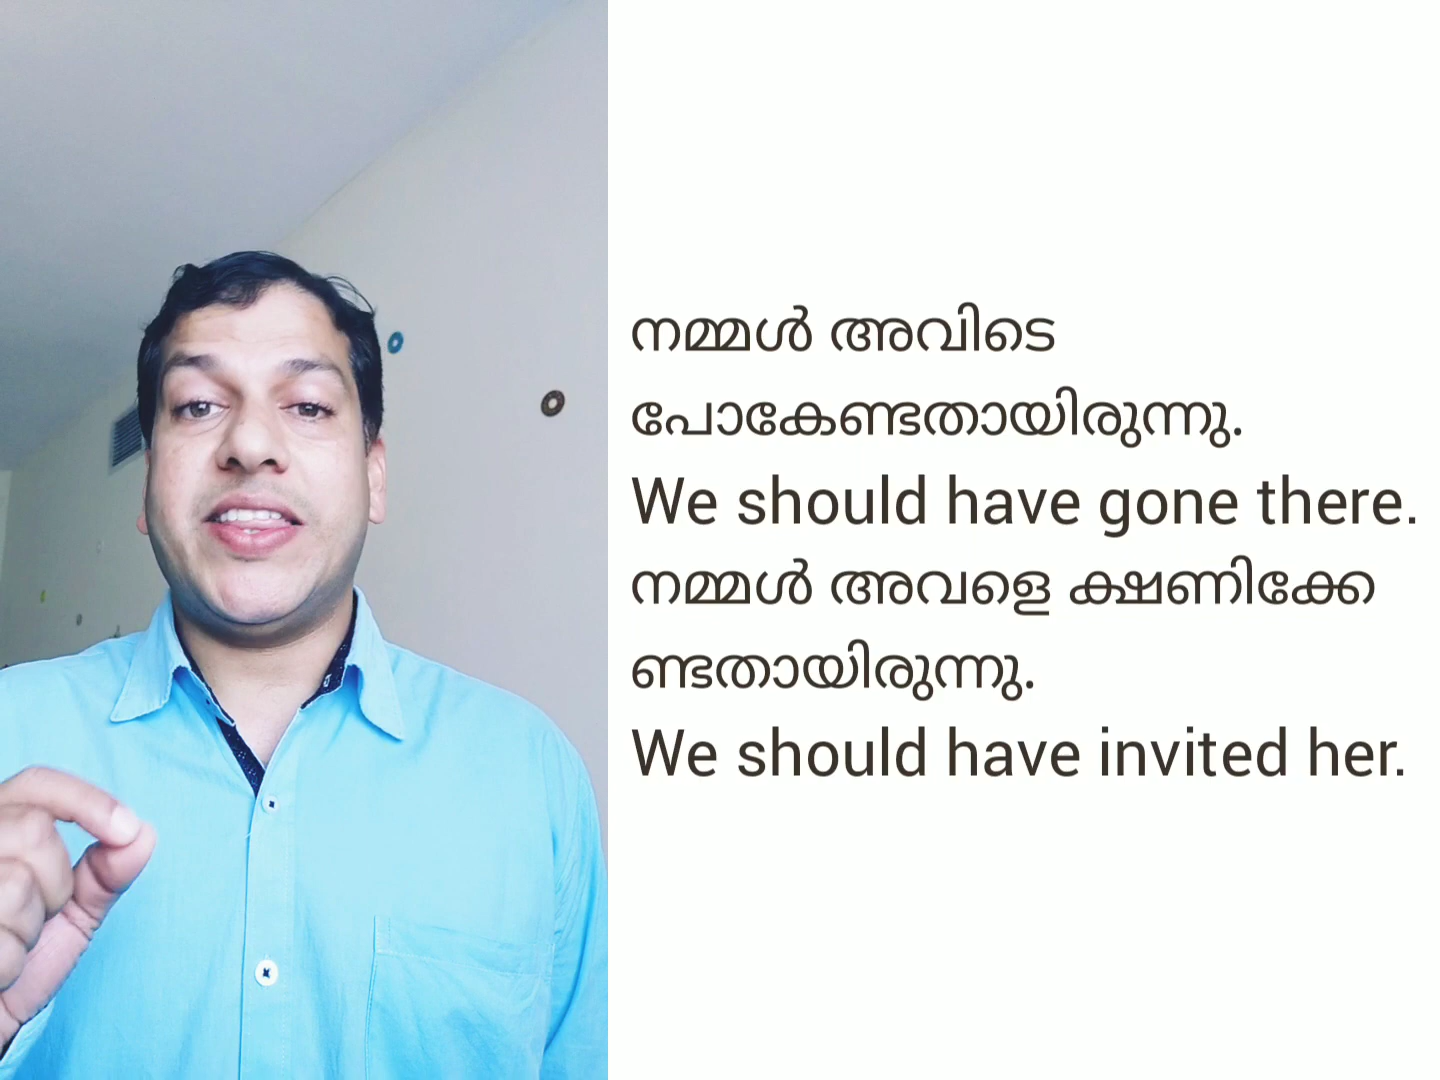 നമ്മൾ അവിടെ
പോകേണ്ടതായിരുന്നു.
We should have gone there.
നമ്മൾ അവളെ ക്ഷണിക്കേ
ണ്ടതായിരുന്നു.
We should have invited her.